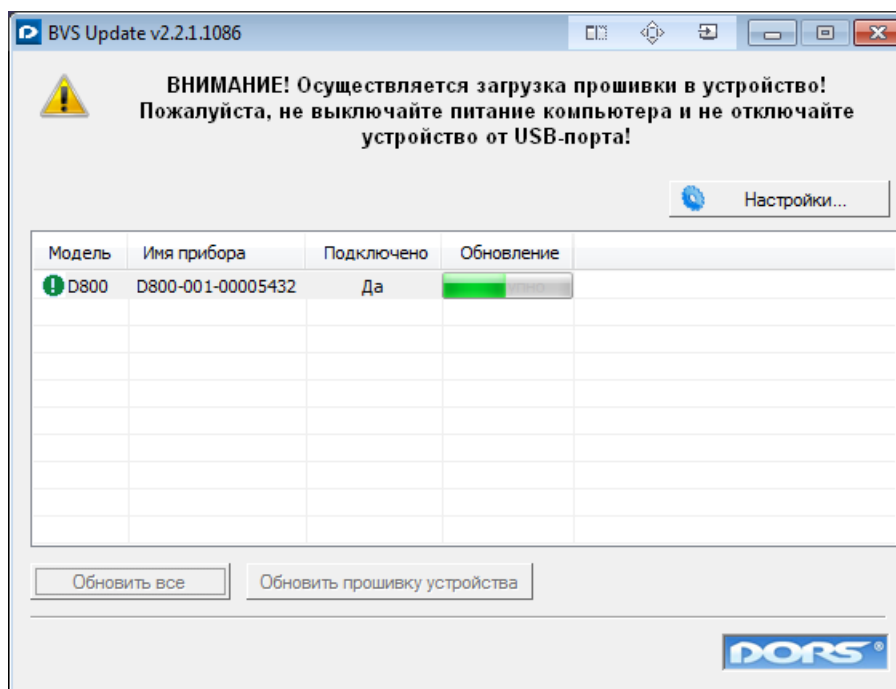 BVS Update v2.2.1.1086
ВНИМАНИЕ! Осуществляется загрузка прошивки в устройство!
Пожалуйста, не выключайте питание компьютера и не отключайте
устройство от USB-порта!
Настройки...
Модель Имя прибора Подключено Обновление
D800 D800-001-00005432 Да
Обновить все Обновить прошивку устройства
DORS®